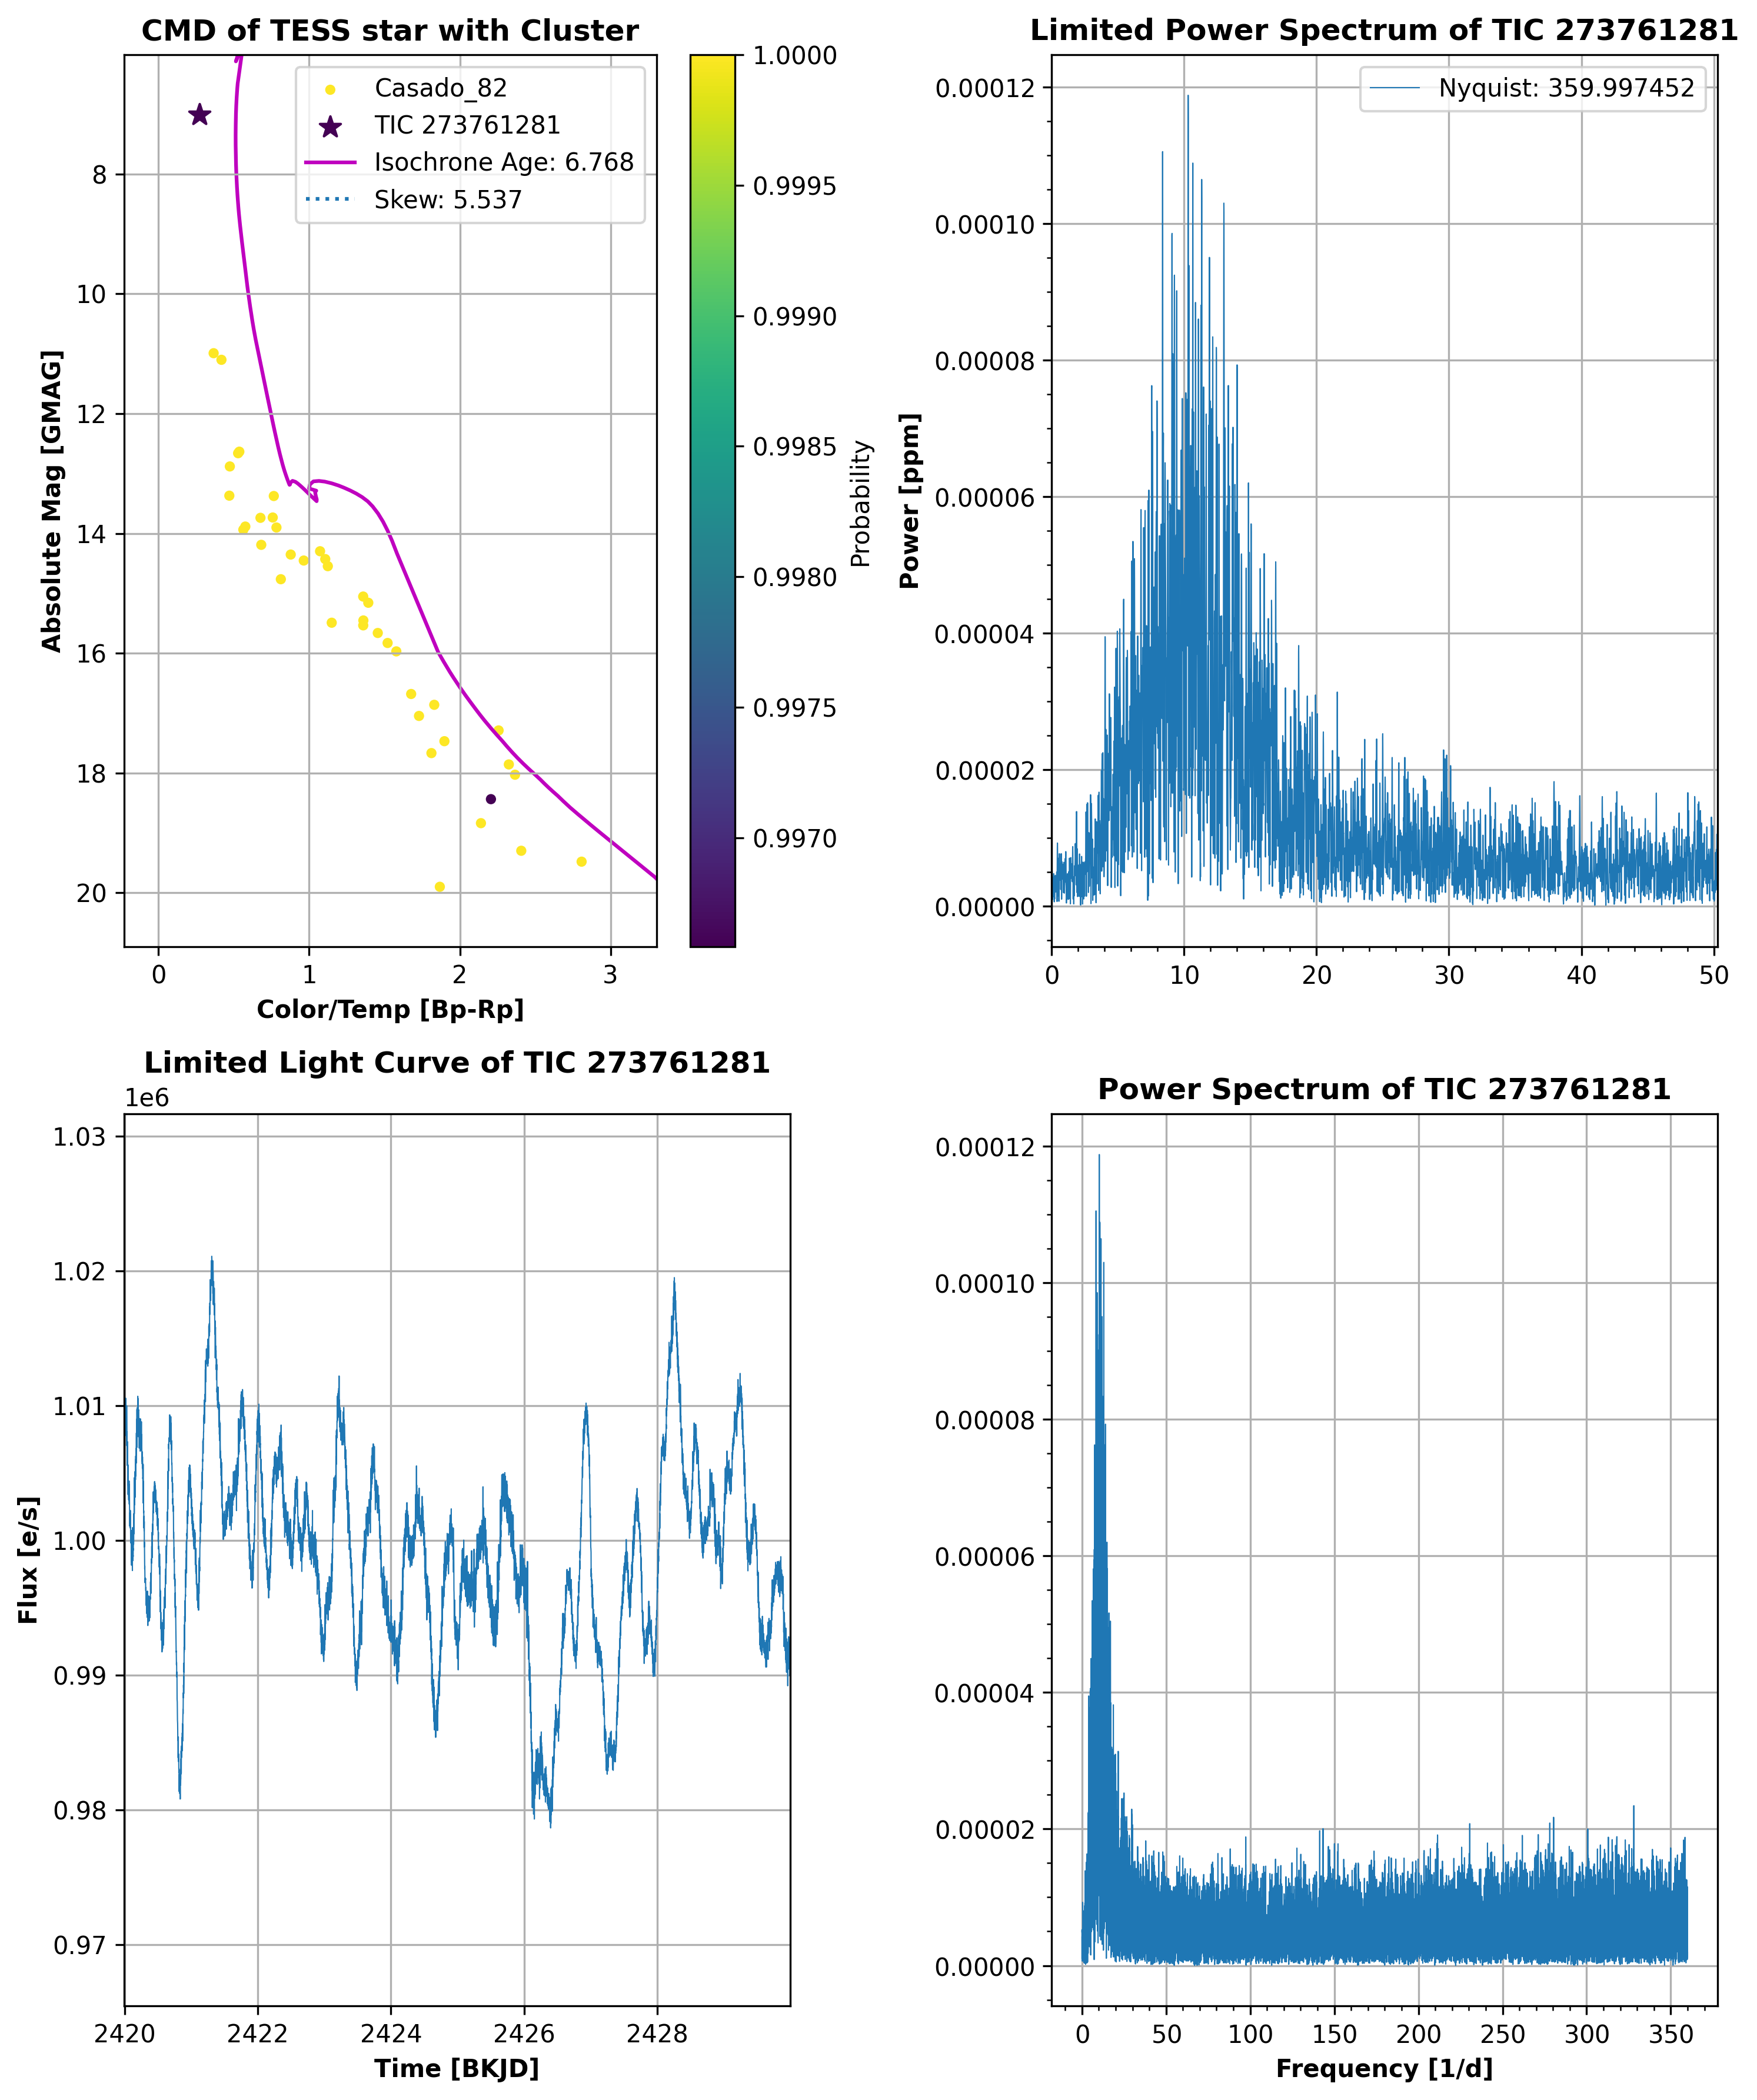 CMD of TESS star with Cluster
Casado_82
TIC 273761281
Isochrone Age: 6.768
Skew: 5.537
8
10
12
14
16
18
20
Absolute Mag [GMAG]
0 1 2 3
Color/Temp [Bp-Rp]
1.0000
0.9995
0.9990
0.9985
0.9980
0.9975
0.9970
Probability
Limited Power Spectrum of TIC 273761281
Nyquist: 359.997452
0.00012
0.00010
0.00008
0.00006
0.00004
0.00002
0.00000
Power [ppm]
0 10 20 30 40 50
Limited Light Curve of TIC 273761281
1e6
1.03
1.02
1.01
1.00
0.99
0.98
0.97
Flux [e/s]
2420 2422 2424 2426 2428
Time [BKJD]
Power Spectrum of TIC 273761281
0.00012
0.00010
0.00008
0.00006
0.00004
0.00002
0.00000
0 50 100 150 200 250 300 350
Frequency [1/d]